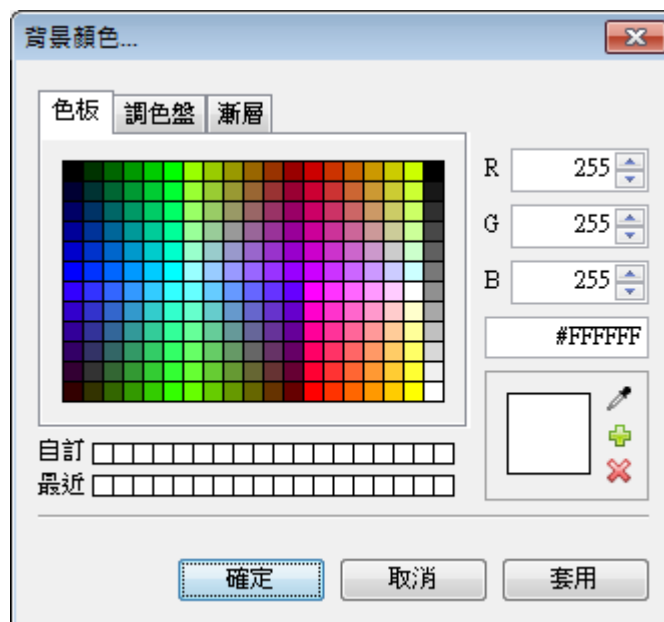 背景顏色...
色板 調色盤 漸層
R 255
G 255
B 255
#FFFFFF
自訂
最近
確定 取消 套用